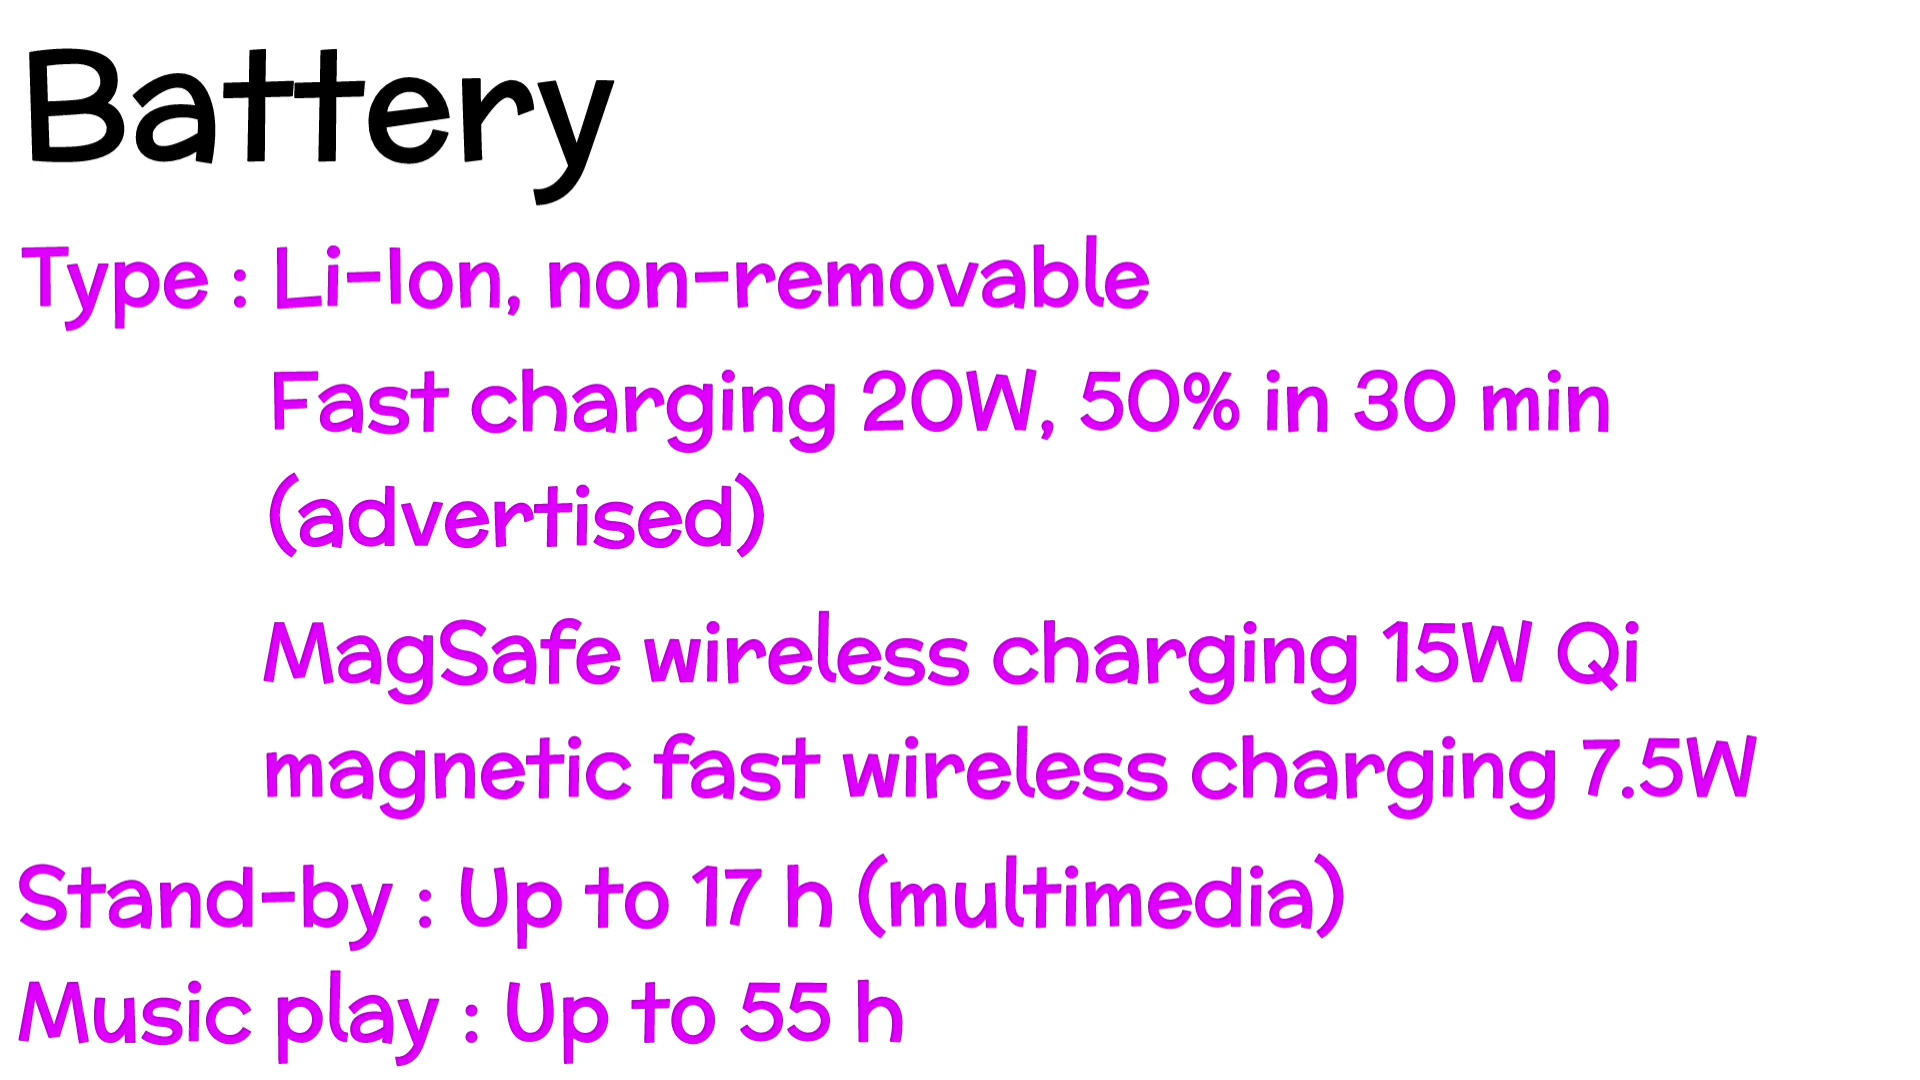 Battery
Type : Li-Ion, non-removable
Fast charging 20W, 50% in 30 min
(advertised)
MagSafe wireless charging 15W Qi
magnetic fast wireless charging 7.5W
Stand-by : Up to 17 h (multimedia)
Music play : Up to 55 h